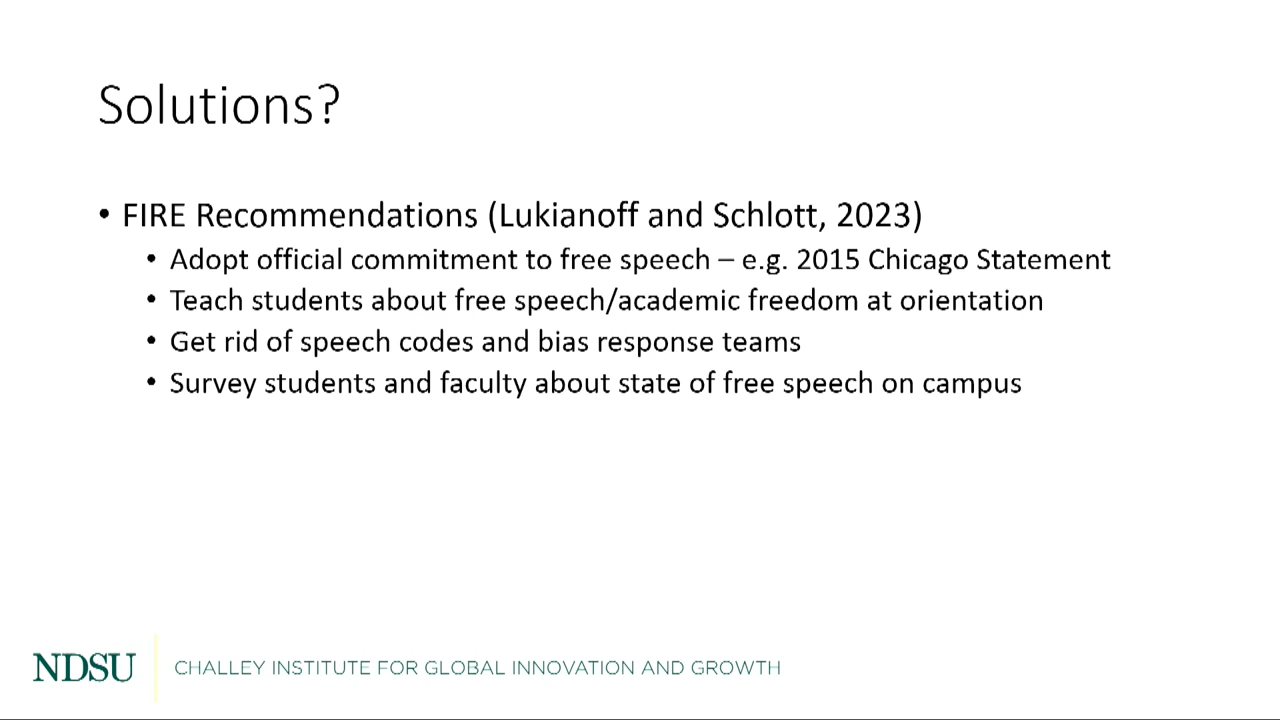 Solutions?
• FIRE Recommendations (Lukianoff and Schlott, 2023)
• Adopt official commitment to free speech – e.g. 2015 Chicago Statement
• Teach students about free speech/academic freedom at orientation
• Get rid of speech codes and bias response teams
• Survey students and faculty about state of free speech on campus
NDSU CHALLEY INSTITUTE FOR GLOBAL INNOVATION AND GROWTH